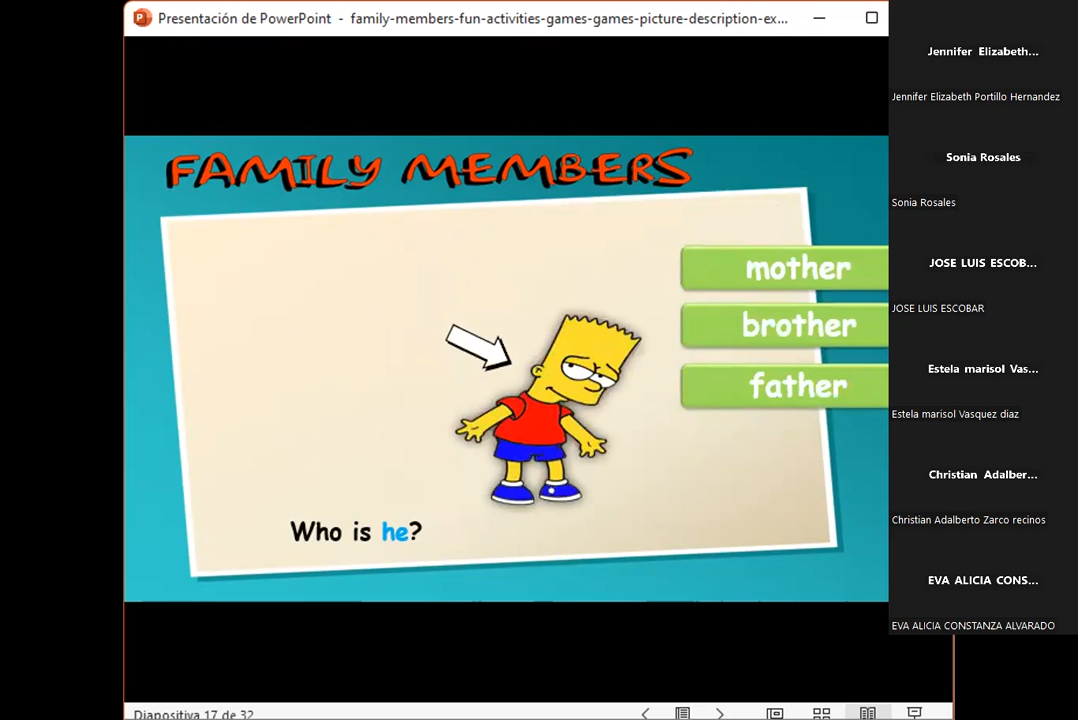 Presentación de PowerPoint - family-members-fun-activities-games-games-picture-description-ex...
FAMILY MEMBERS
mother
brother
father
Who is he?
Diapositiva 17 de 32
Jennifer Elizabeth...
Jennifer Elizabeth Portillo Hernandez
Sonia Rosales
Sonia Rosales
JOSE LUIS ESCOB...
JOSE LUIS ESCOBAR
Estela marisol Vas...
Estela marisol Vasquez diaz
Christian Adalber...
Christian Adalberto Zarco recinos
EVA ALICIA CONS...
EVA ALICIA CONSTANZA ALVARADO